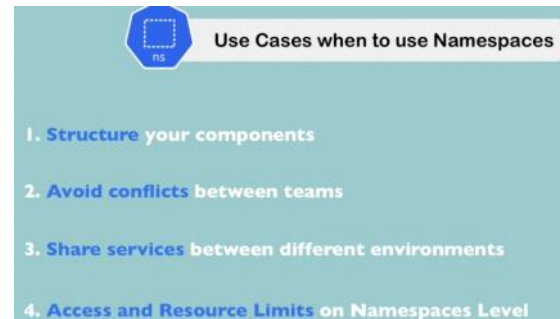 ns
Use Cases when to use Namespaces
1. Structure your components
2. Avoid conflicts between teams
3. Share services between different environments
4. Access and Resource Limits on Namespaces Level